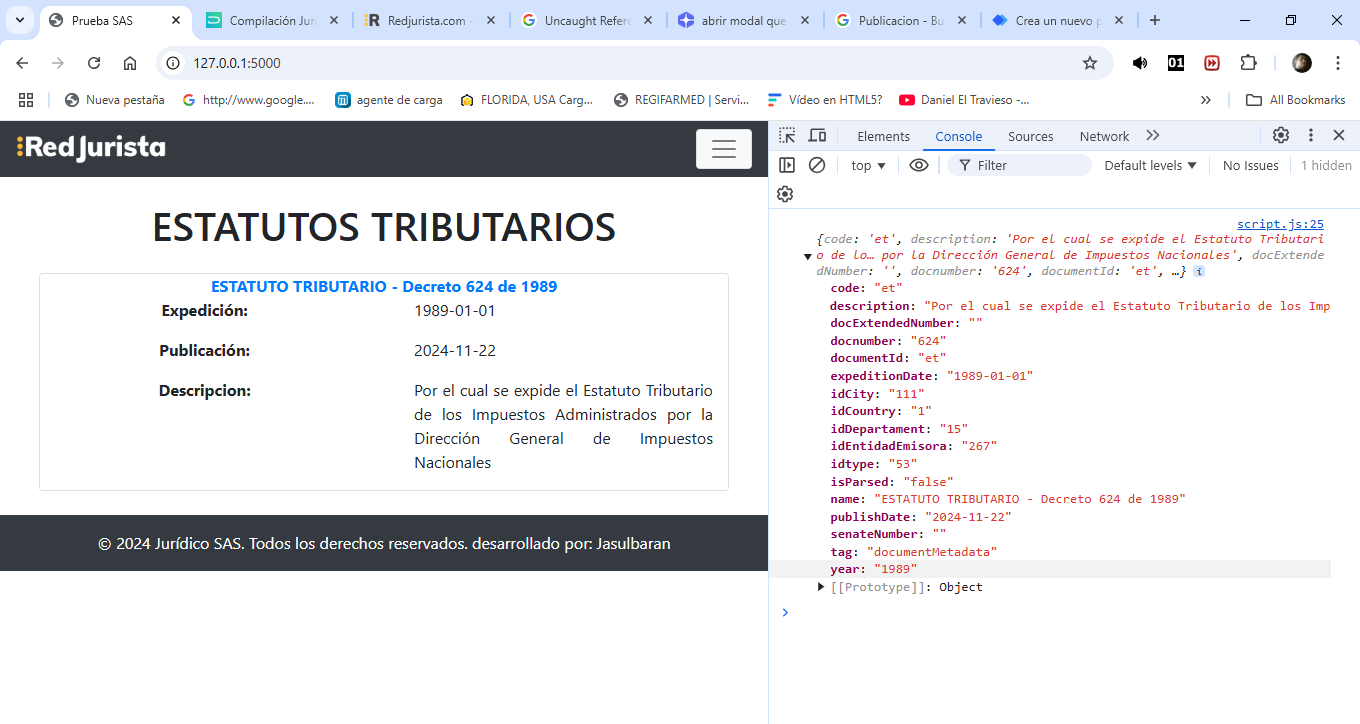 Prueba SAS
Compilación Jur
Redjurista.com -
Uncaught Refere
abrir modal que
Publicacion - Bu
Crea un nuevo p
127.0.0.1:5000
01
Nueva pestaña
http://www.google....
agente de carga
FLORIDA, USA Carg...
REGIFARMED | Servi...
Vídeo en HTML5?
Daniel El Travieso -...
All Bookmarks
RedJurista
Elements
Console
Sources
Network
top
Filter
Default levels
No Issues
1 hidden
ESTATUTOS TRIBUTARIOS
ESTATUTO TRIBUTARIO - Decreto 624 de 1989
Expedición: 1989-01-01
Publicación: 2024-11-22
Descripcion: Por el cual se expide el Estatuto Tributario
de los Impuestos Administrados por la
Dirección General de Impuestos
Nacionales
© 2024 Jurídico SAS. Todos los derechos reservados. desarrollado por: Jasulbaran
script.js:25
{code: 'et', description: 'Por el cual se expide el Estatuto Tributari
o de lo… por la Dirección General de Impuestos Nacionales', docExtende
dNumber: '', docnumber: '624', documentId: 'et', …}
code: "et"
description: "Por el cual se expide el Estatuto Tributario de los Imp
docExtendedNumber: ""
docnumber: "624"
documentId: "et"
expeditionDate: "1989-01-01"
idCity: "111"
idCountry: "1"
idDepartament: "15"
idEntidadEmisora: "267"
idtype: "53"
isParsed: "false"
name: "ESTATUTO TRIBUTARIO - Decreto 624 de 1989"
publishDate: "2024-11-22"
senateNumber: ""
tag: "documentMetadata"
year: "1989"
[[Prototype]]: Object